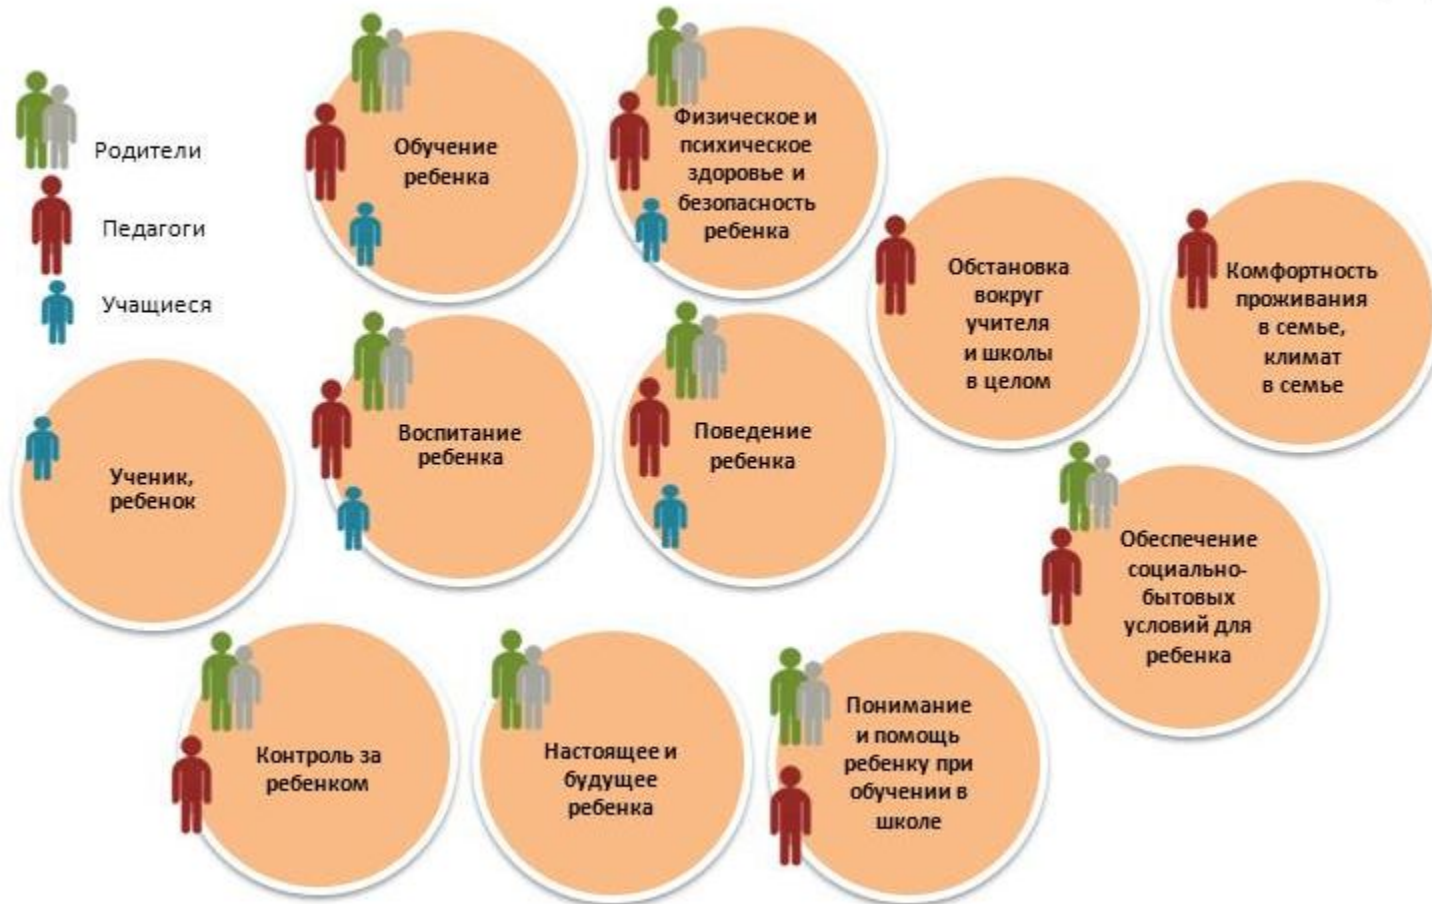 Родители
Педагоги
Учащиеся
Обучение
ребенка
Физическое и
психическое
здоровье и
безопасность
ребенка
Обстановка
вокруг
учителя
и школы
в целом
Комфортность
проживания
в семье,
климат
в семье
Ученик,
ребенок
Воспитание
ребенка
Поведение
ребенка
Обеспечение
социально-
бытовых
условий для
ребенка
Контроль за
ребенком
Настоящее и
будущее
ребенка
Понимание
и помощь
ребенку при
обучении в
школе